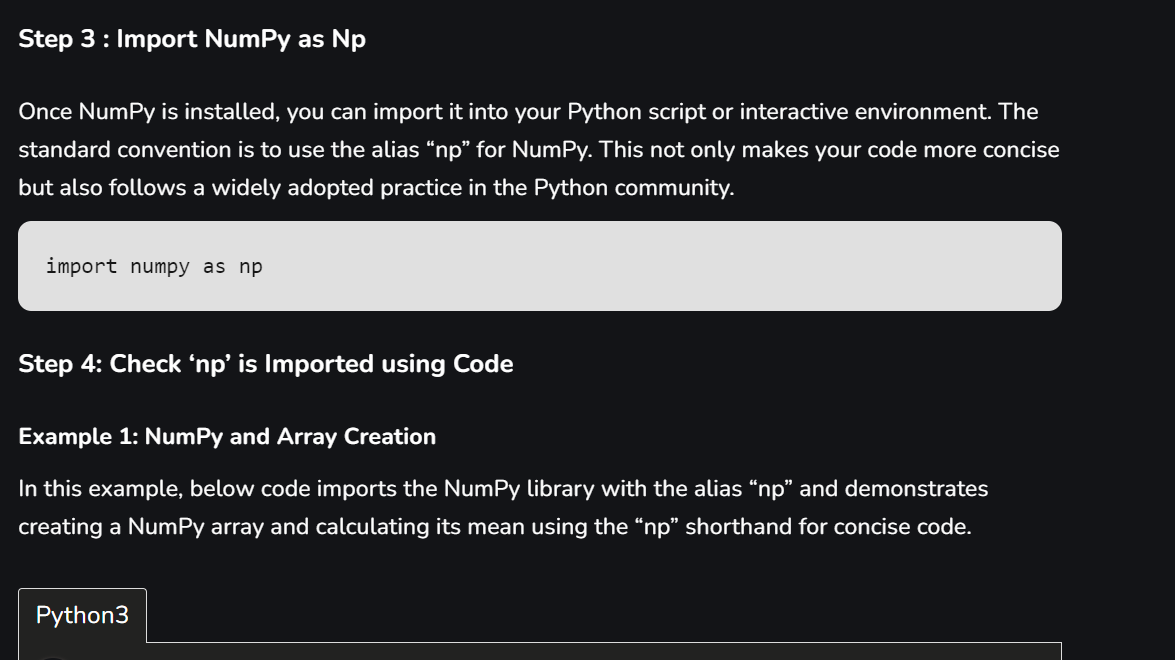 Step 3 : Import NumPy as Np
Once NumPy is installed, you can import it into your Python script or interactive environment. The
standard convention is to use the alias “np” for NumPy. This not only makes your code more concise
but also follows a widely adopted practice in the Python community.
import numpy as np
Step 4: Check ‘np’ is Imported using Code
Example 1: NumPy and Array Creation
In this example, below code imports the NumPy library with the alias “np” and demonstrates
creating a NumPy array and calculating its mean using the “np” shorthand for concise code.
Python3